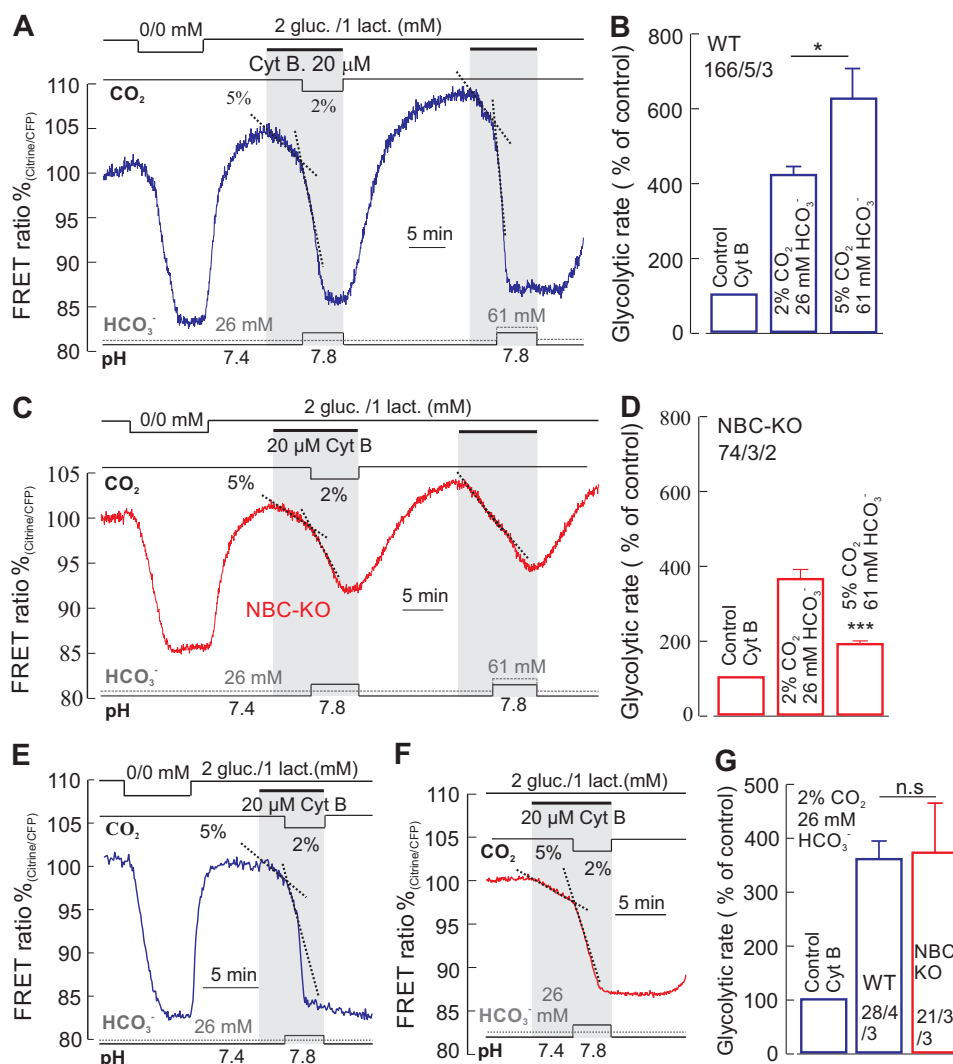 A
0/0 mM
2 gluc./1 lact. (mM)
Cyt B. 20 µM
CO2
5%
2%
110
105
100
95
90
85
80
FRET ratio %(Citrine/CFP)
5 min
HCO3-
26 mM
61 mM
pH
7.4
7.8
7.8
B
WT
166/5/3
*
800
600
400
200
0
Glycolytic rate ( % of control)
Control
Cyt B
2% CO2
26 mM HCO3-
5% CO2
61 mM HCO3-
C
0/0 mM
2 gluc. /1 lact. (mM)
20 µM Cyt B
CO2
5%
2%
105
100
95
90
85
80
FRET ratio %(Citrine/CFP)
NBC-KO
5 min
HCO3-
26 mM
61 mM
pH
7.4
7.8
7.8
D
NBC-KO
74/3/2
800
600
400
200
0
Glycolytic rate ( % of control)
Control
Cyt B
2% CO2
26 mM HCO3-
5% CO2
61 mM HCO3-
***
E
0/0 mM
2 gluc./1 lact.(mM)
20 µM Cyt B
CO2
5%
2%
110
105
100
95
90
85
80
FRET ratio %(Citrine/CFP)
5 min
HCO3-
26 mM
pH
7.4
7.8
F
2 gluc./1 lact.(mM)
20 µM Cyt B
CO2
5%
2%
110
105
100
95
90
85
80
FRET ratio %(Citrine/CFP)
5 min
HCO3-
26
mM
pH
7.4
7.8
G
2% CO2
26 mM
HCO3-
n.s
500
400
300
200
100
0
Glycolytic rate ( % of control)
Control
Cyt B
WT
28/4
/3
NBC
KO
21/3
/3